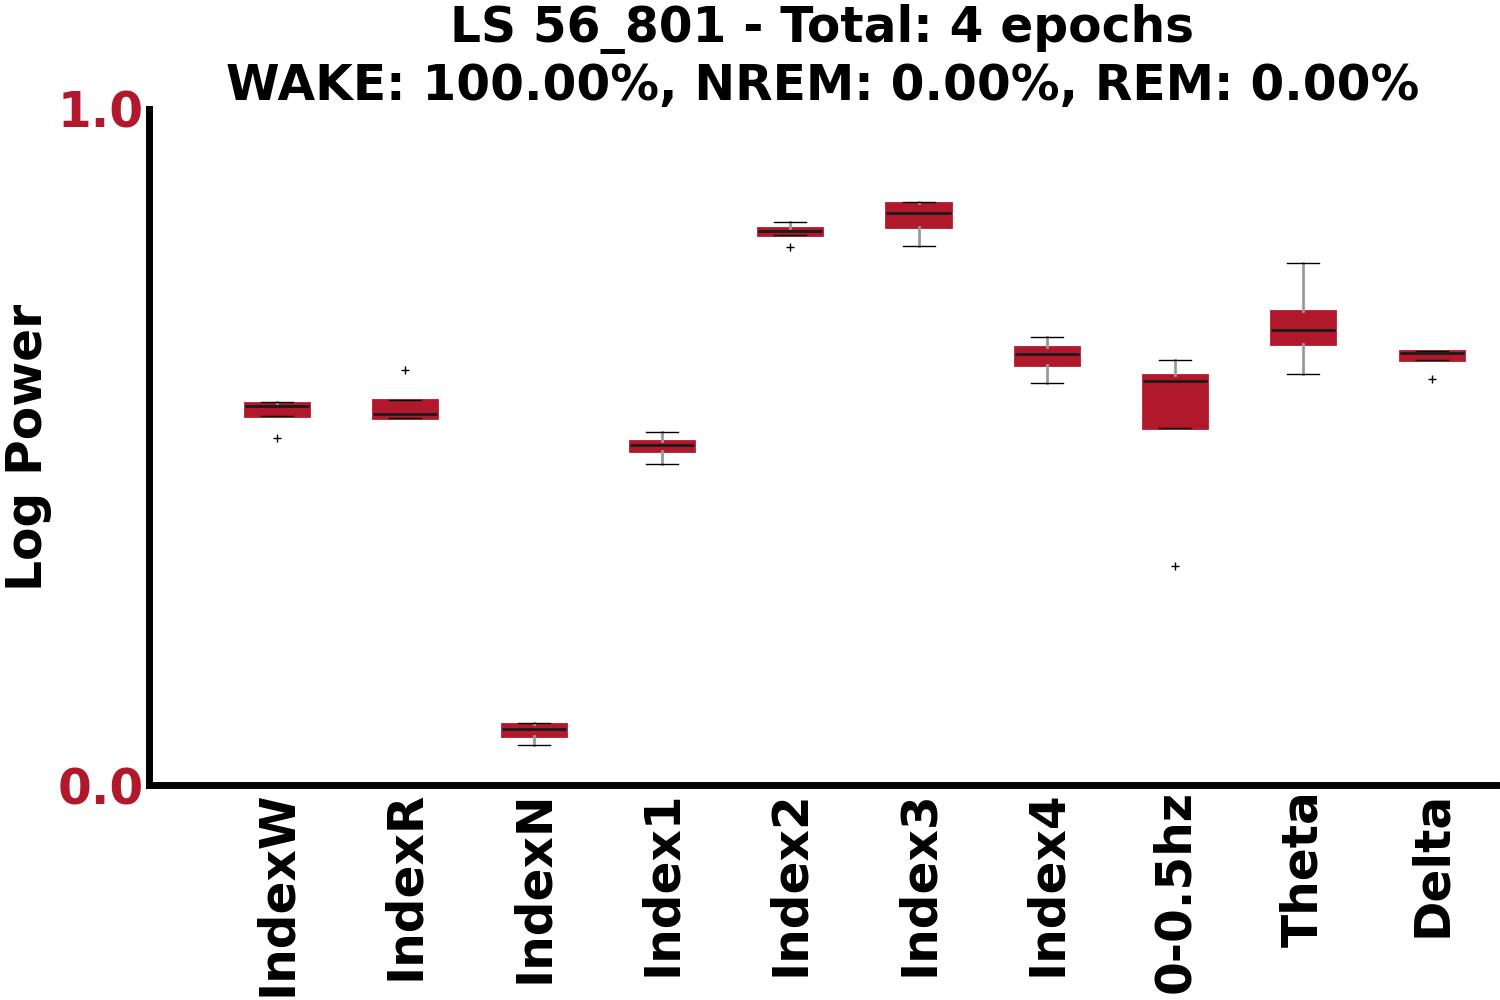 LS 56_801 - Total: 4 epochs
WAKE: 100.00%, NREM: 0.00%, REM: 0.00%
1.0
Log Power
0.0
IndexW
IndexR
IndexN
Index1
Index2
Index3
Index4
0-0.5hz
Theta
Delta